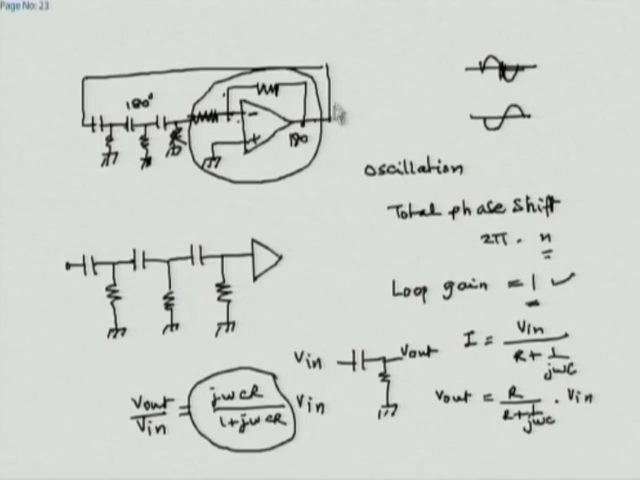 Page No: 23
180°
-
+
180
oscillation
Total phase shift
2π . n
Loop gain = 1 ✓
Vin
Vout
I = Vin / (R + 1/jωC)
Vout/Vin = jωCR / (1 + jωCR) Vin
Vout = R / (R + 1/jωC) . Vin